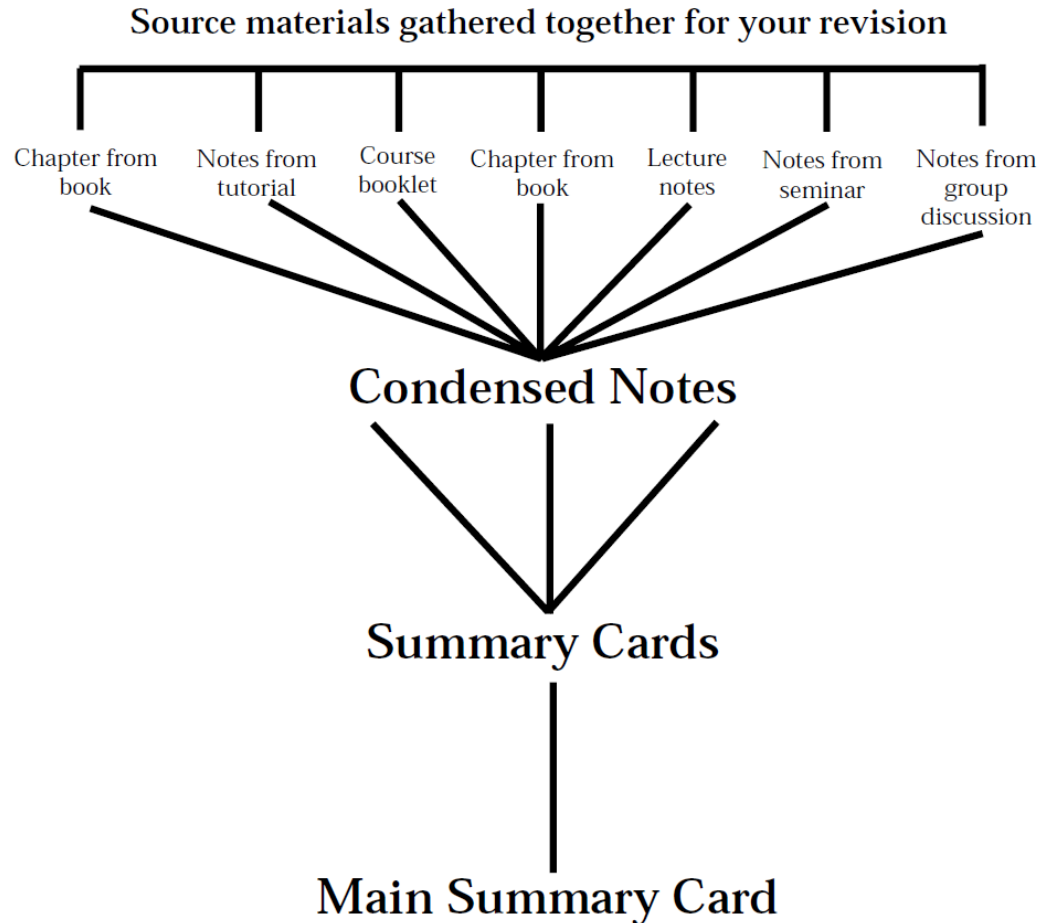 Source materials gathered together for your revision
Chapter from
book
Notes from
tutorial
Course
booklet
Chapter from
book
Lecture
notes
Notes from
seminar
Notes from
group
discussion
Condensed Notes
Summary Cards
Main Summary Card